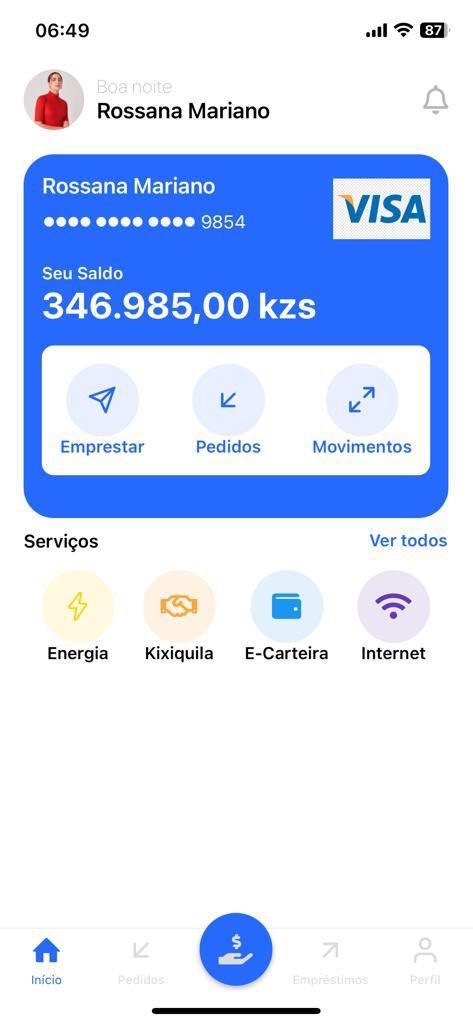 06:49
87
Boa noite
Rossana Mariano
Rossana Mariano
VISA
•••• •••• •••• 9854
Seu Saldo
346.985,00 kzs
Emprestar Pedidos Movimentos
Serviços Ver todos
Energia Kixiquila E-Carteira Internet
$
Início Pedidos Empréstimos Perfil